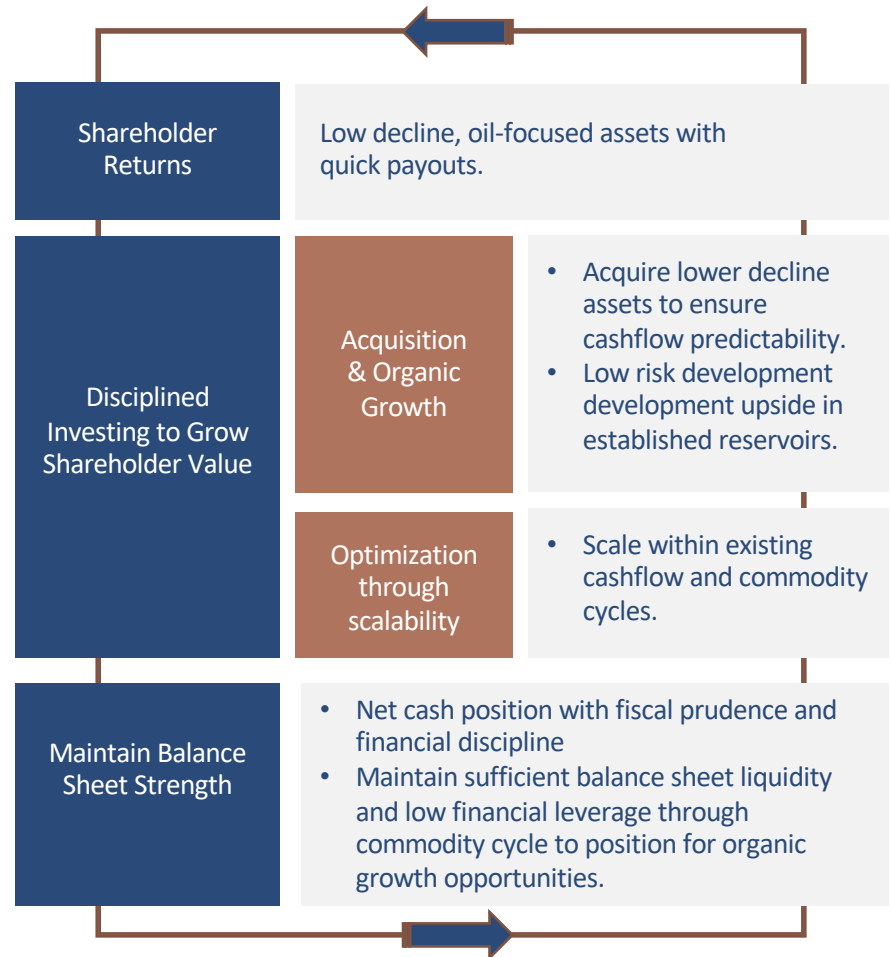 Shareholder
Returns
Low decline, oil-focused assets with
quick payouts.
Disciplined
Investing to Grow
Shareholder Value
Acquisition
& Organic
Growth
• Acquire lower decline
assets to ensure
cashflow predictability.
• Low risk development
development upside in
established reservoirs.
Optimization
through
scalability
• Scale within existing
cashflow and commodity
cycles.
Maintain Balance
Sheet Strength
• Net cash position with fiscal prudence and
financial discipline
• Maintain sufficient balance sheet liquidity
and low financial leverage through
commodity cycle to position for organic
growth opportunities.